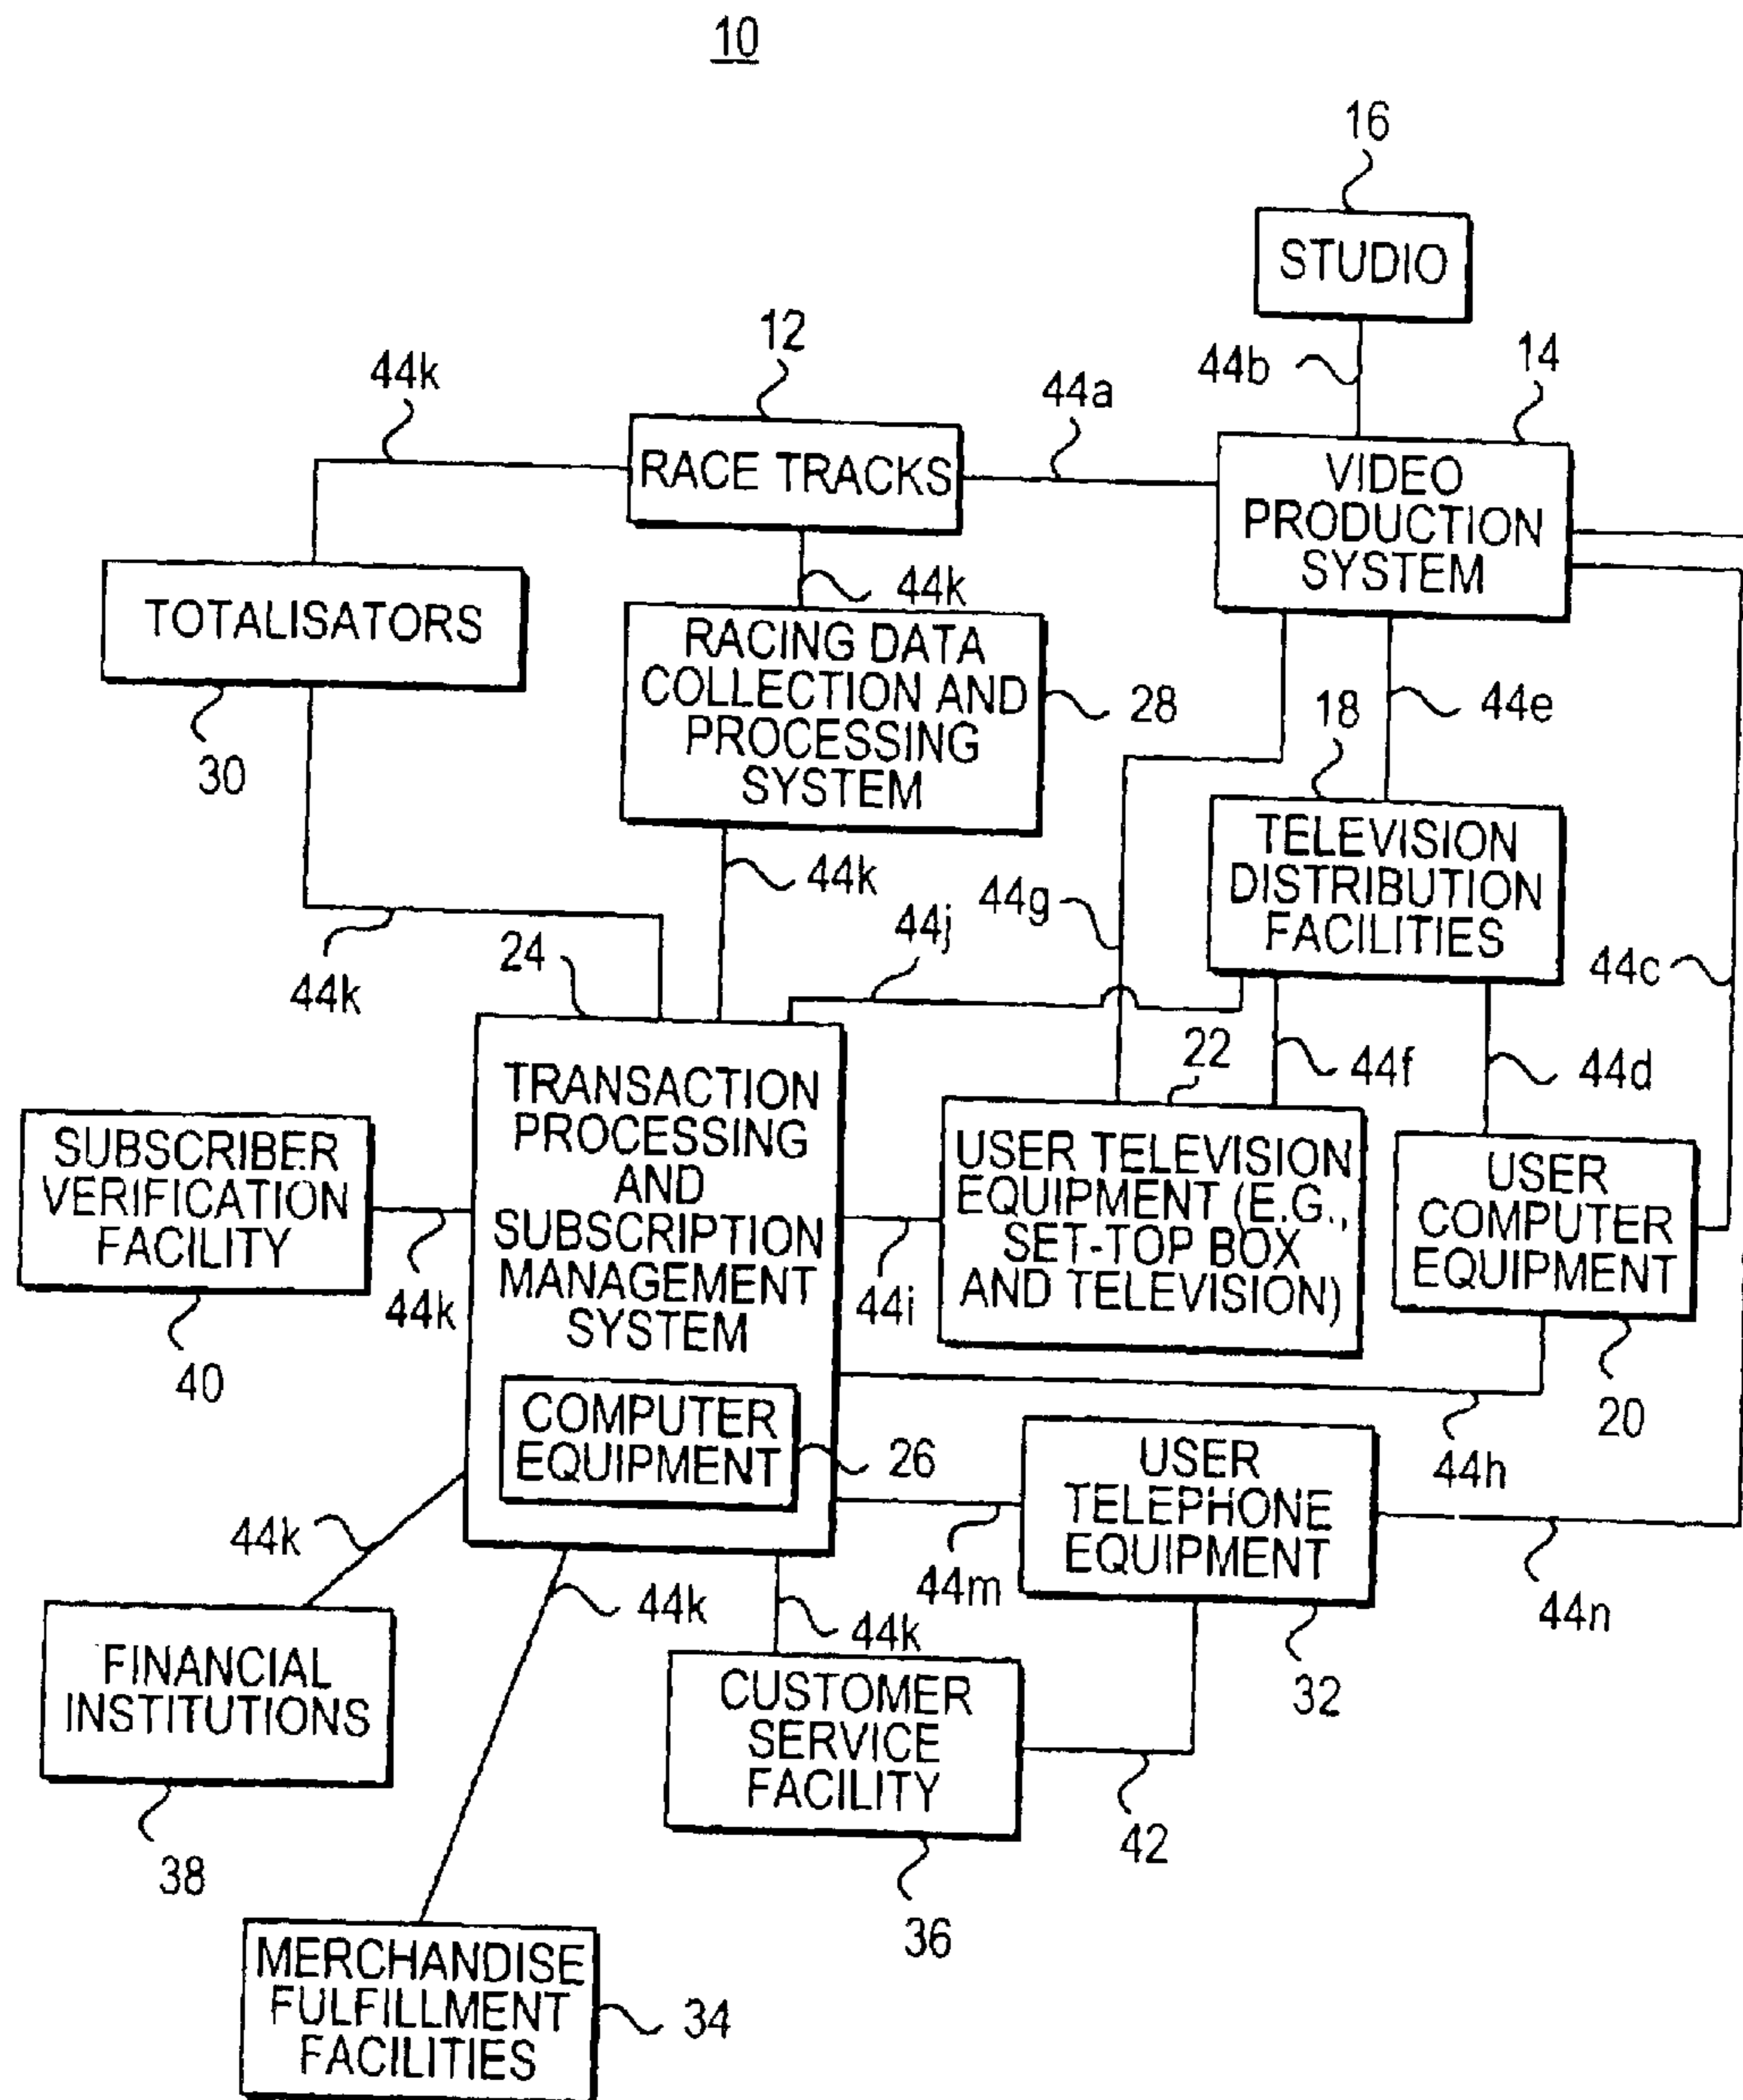 10
16
STUDIO
12
44k
44a
44b
14
RACE TRACKS
VIDEO
PRODUCTION
SYSTEM
44k
TOTALISATORS
30
RACING DATA
COLLECTION AND
PROCESSING
SYSTEM
28
18
44e
TELEVISION
DISTRIBUTION
FACILITIES
44k
44g
44j
44c
44k
24
22
44f
44d
TRANSACTION
PROCESSING
AND
SUBSCRIPTION
MANAGEMENT
SYSTEM
SUBSCRIBER
VERIFICATION
FACILITY
40
44k
44i
USER TELEVISION
EQUIPMENT (E.G.,
SET-TOP BOX
AND TELEVISION)
USER
COMPUTER
EQUIPMENT
20
44h
COMPUTER
EQUIPMENT
26
USER
TELEPHONE
EQUIPMENT
44m
44n
32
44k
44k
44k
FINANCIAL
INSTITUTIONS
38
CUSTOMER
SERVICE
FACILITY
42
36
MERCHANDISE
FULFILLMENT
FACILITIES
34